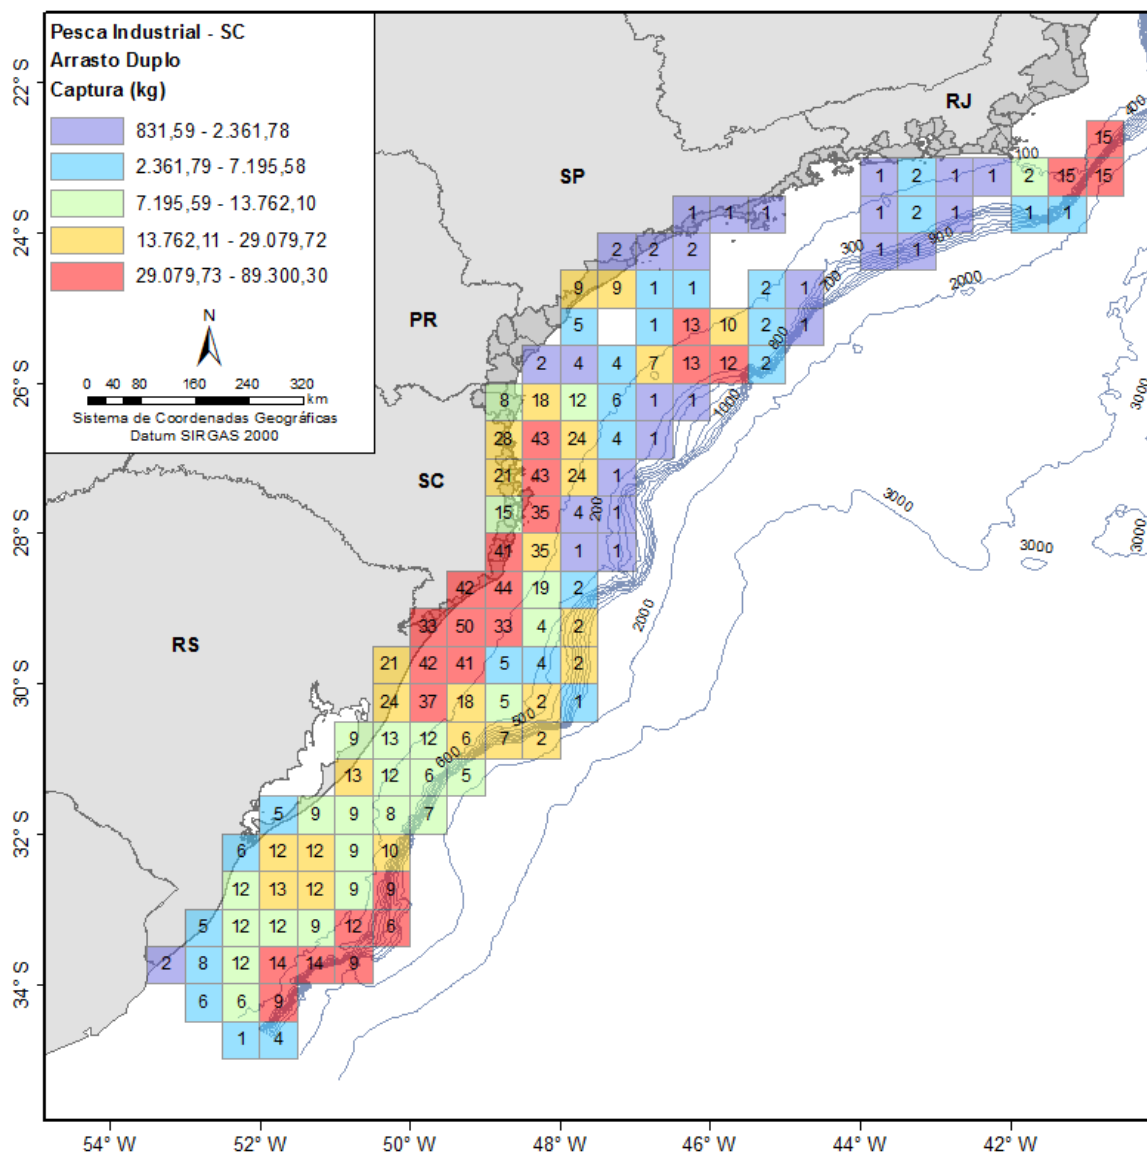 Pesca Industrial - SC
Arrasto Duplo
Captura (kg)
831,59 - 2.361,78
2.361,79 - 7.195,58
7.195,59 - 13.762,10
13.762,11 - 29.079,72
29.079,73 - 89.300,30
N
0 40 80 160 240 320
km
Sistema de Coordenadas Geográficas
Datum SIRGAS 2000
RJ
SP
PR
SC
RS
22° S
24° S
26° S
28° S
30° S
32° S
34° S
54° W
52° W
50° W
48° W
46° W
44° W
42° W
400
100
300
900
700
2000
800
1000
3000
200
3000
3000
3000
2000
500
600
15
1 2 1 1 2 15 15
1 1 1 1 2 1 1 1
2 2 2 1 1
9 9 1 1 2 1
5 1 13 10 2 1
2 4 4 7 13 12 2
8 18 12 6 1 1
28 43 24 4 1
21 43 24 1
15 35 4 1
41 35 1 1
42 44 19 2
33 50 33 4 2
21 42 41 5 4 2
24 37 18 5 2 1
9 13 12 6 7 2
13 12 6 5
5 9 9 8 7
6 12 12 9 10
12 13 12 9 9
5 12 12 9 12 6
2 8 12 14 14 9
6 6 9
1 4